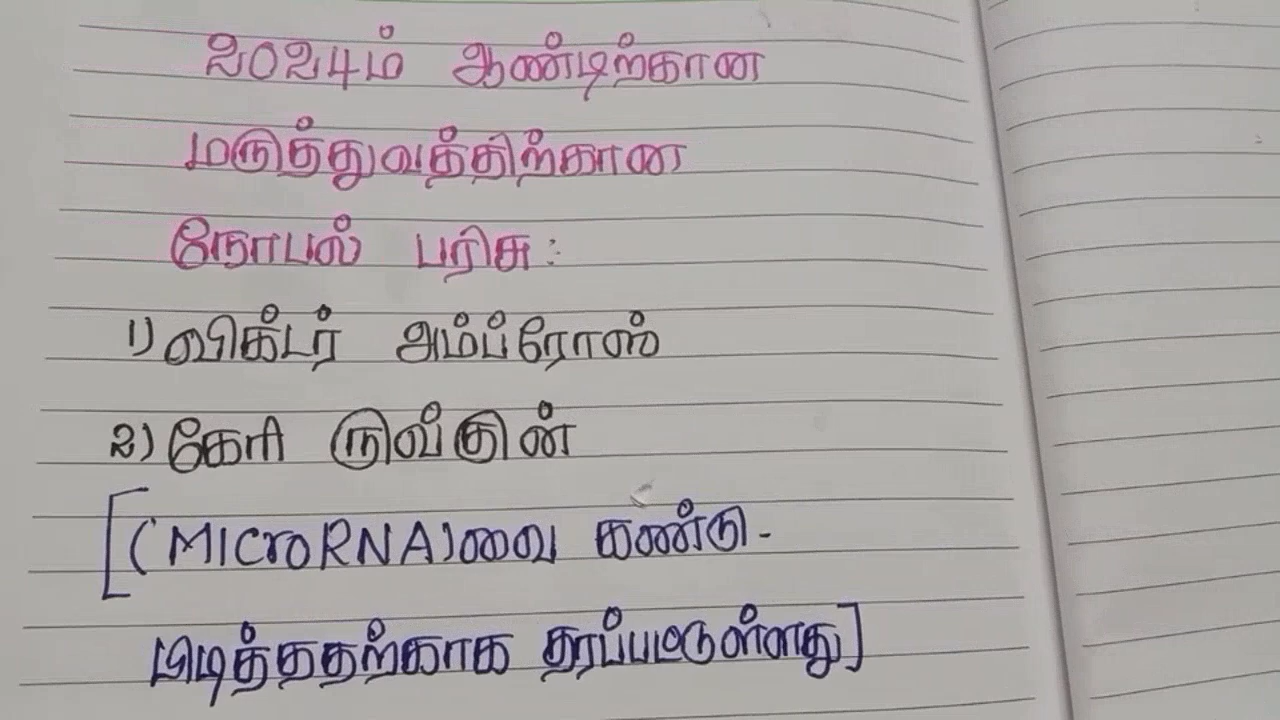 2024ம் ஆண்டிற்கான
மருத்துவத்திற்கான
நோபல் பரிசு :
1) விக்டர் அம்ப்ரோஸ்
2) கேரி ருவ்குன்
[(MICroRNA)வை கண்டு-
பிடித்ததற்காக தரப்பட்டுள்ளது]